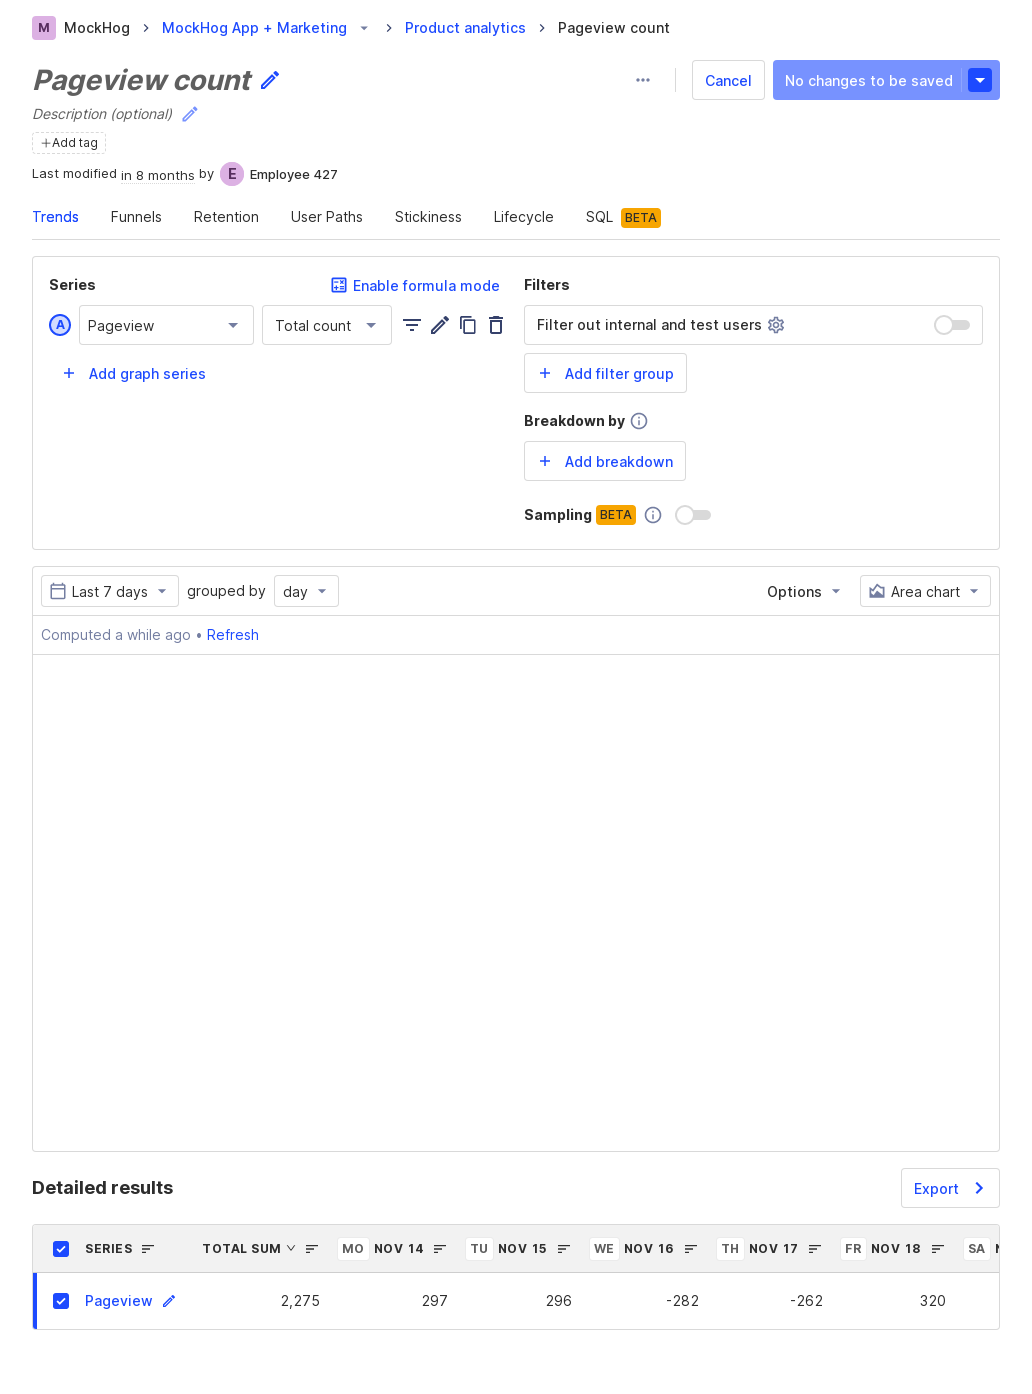 M MockHog > MockHog App + Marketing > Product analytics > Pageview count
Pageview count
Cancel
No changes to be saved
Description (optional)
+Add tag
Last modified in 8 months by E Employee 427
Trends Funnels Retention User Paths Stickiness Lifecycle SQL BETA
Series
Enable formula mode
Filters
A Pageview Total count
Filter out internal and test users
+ Add graph series
+ Add filter group
Breakdown by
+ Add breakdown
Sampling BETA
Last 7 days grouped by day
Options
Area chart
Computed a while ago • Refresh
Detailed results
Export
SERIES TOTAL SUM MO NOV 14 TU NOV 15 WE NOV 16 TH NOV 17 FR NOV 18 SA
Pageview 2,275 297 296 -282 -262 320